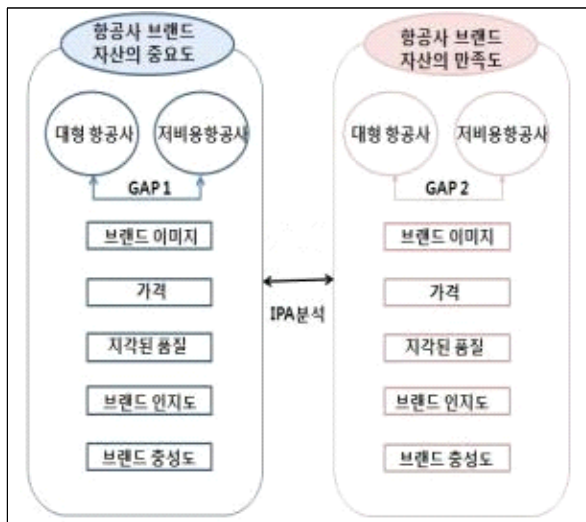 항공사 브랜드
자산의 중요도
대형 항공사
저비용항공사
GAP 1
브랜드 이미지
가격
지각된 품질
브랜드 인지도
브랜드 충성도
IPA분석
항공사 브랜드
자산의 만족도
대형 항공사
저비용항공사
GAP 2
브랜드 이미지
가격
지각된 품질
브랜드 인지도
브랜드 충성도